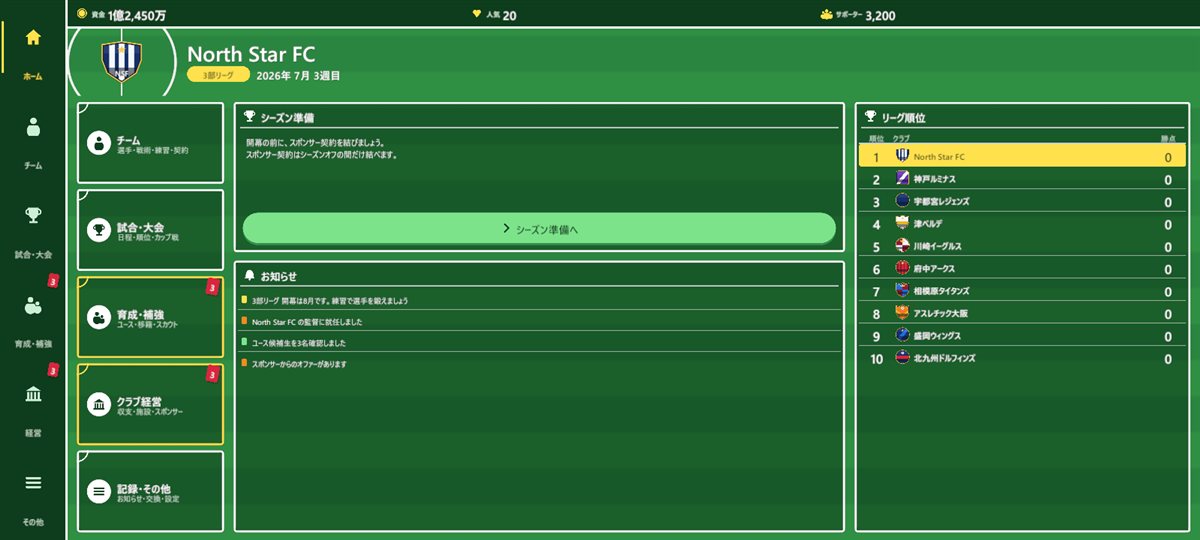 資金 1億2,450万
人気 20
サポーター 3,200
ホーム
チーム
試合・大会
3
育成・補強
3
経営
その他
NSF
North Star FC
3部リーグ 2026年 7月 3週目
チーム
選手・戦術・練習・契約
試合・大会
日程・順位・カップ戦
3
育成・補強
ユース・移籍・スカウト
3
クラブ経営
収支・施設・スポンサー
記録・その他
お知らせ・交換・設定
シーズン準備
開幕の前に、スポンサー契約を結びましょう。
スポンサー契約はシーズンオフの間だけ結べます。
シーズン準備へ
お知らせ
3部リーグ 開幕は8月です。練習で選手を鍛えましょう
North Star FC の監督に就任しました
ユース候補生を3名確認しました
スポンサーからのオファーがあります
リーグ順位
順位 クラブ 勝点
1 North Star FC 0
2 神戸ルミナス 0
3 宇都宮レジェンズ 0
4 津ベルデ 0
5 川崎イーグルス 0
6 府中アークス 0
7 相模原タイタンズ 0
8 アスレチック大阪 0
9 盛岡ウィングス 0
10 北九州ドルフィンズ 0